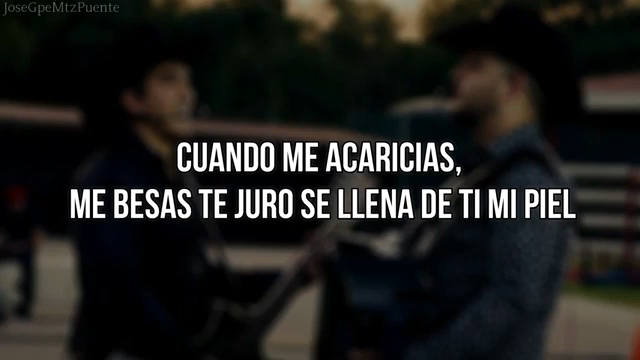 JoseGpeMtzPuente
CUANDO ME ACARICIAS,
ME BESAS TE JURO SE LLENA DE TI MI PIEL